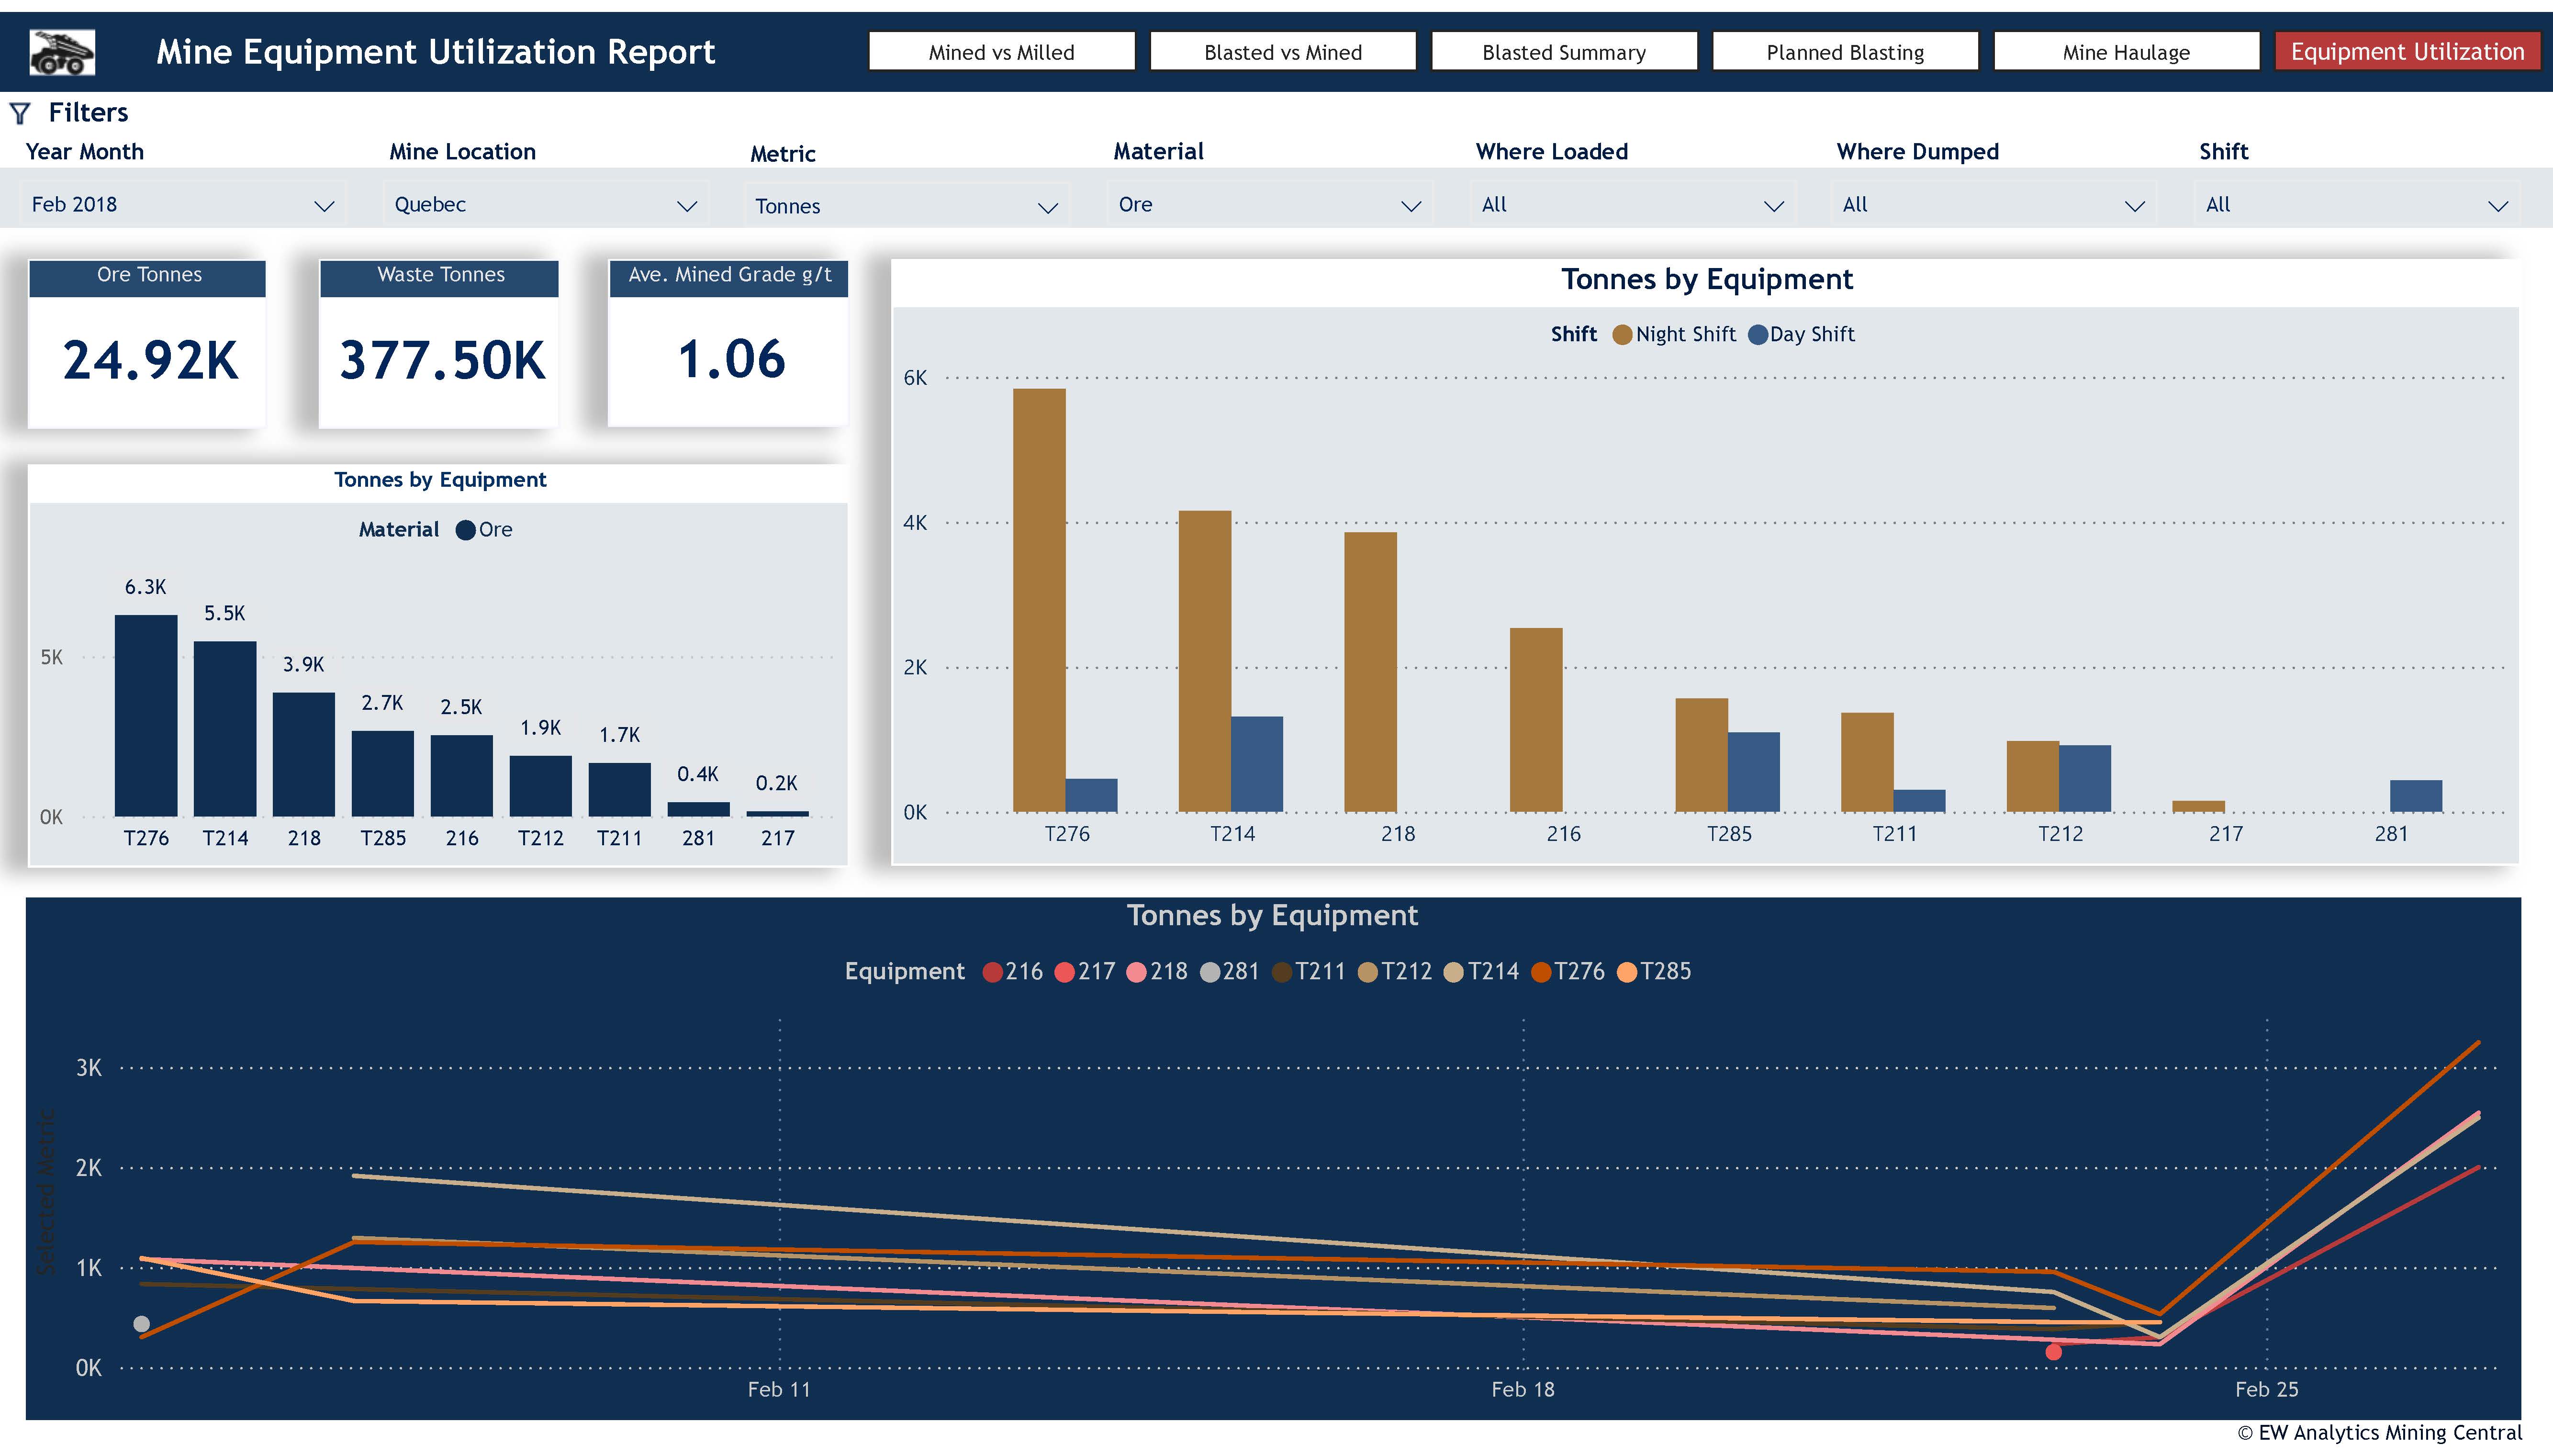 Mine Equipment Utilization Report
Mined vs Milled
Blasted vs Mined
Blasted Summary
Planned Blasting
Mine Haulage
Equipment Utilization
Filters
Year Month
Mine Location
Metric
Material
Where Loaded
Where Dumped
Shift
Feb 2018
Quebec
Tonnes
Ore
All
All
All
Ore Tonnes
24.92K
Waste Tonnes
377.50K
Ave. Mined Grade g/t
1.06
Tonnes by Equipment
Material Ore
5K
0K
6.3K
5.5K
3.9K
2.7K
2.5K
1.9K
1.7K
0.4K
0.2K
T276 T214 218 T285 216 T212 T211 281 217
Tonnes by Equipment
Shift Night Shift Day Shift
6K
4K
2K
0K
T276 T214 218 216 T285 T211 T212 217 281
Tonnes by Equipment
Equipment 216 217 218 281 T211 T212 T214 T276 T285
Selected Metric
3K
2K
1K
0K
Feb 11 Feb 18 Feb 25
© EW Analytics Mining Central